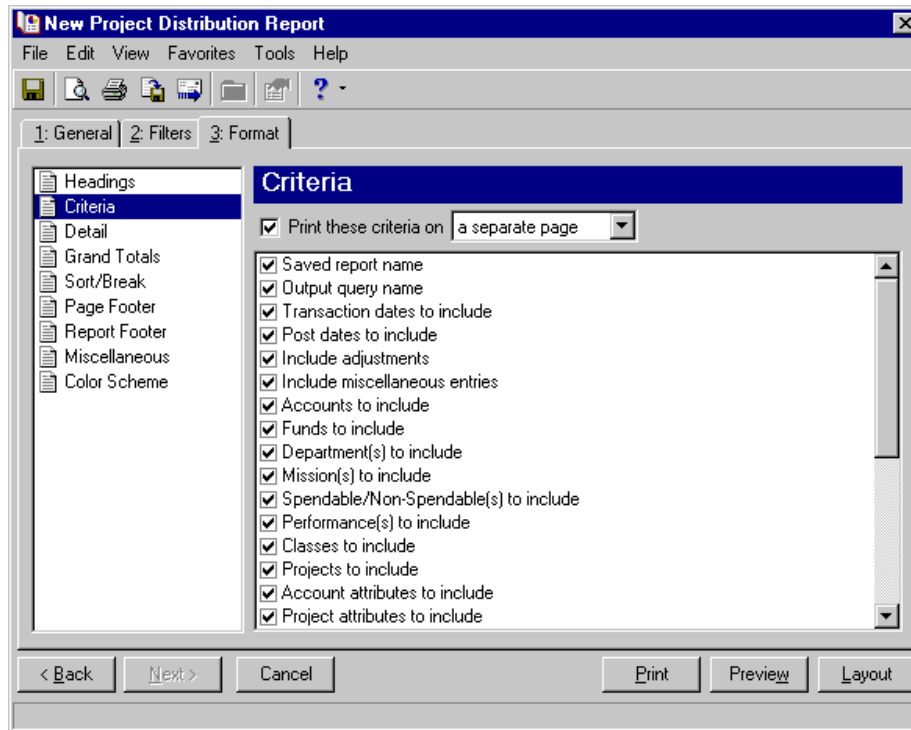 New Project Distribution Report
File Edit View Favorites Tools Help
?
1: General 2: Filters 3: Format
Headings
Criteria
Detail
Grand Totals
Sort/Break
Page Footer
Report Footer
Miscellaneous
Color Scheme
Criteria
Print these criteria on a separate page
Saved report name
Output query name
Transaction dates to include
Post dates to include
Include adjustments
Include miscellaneous entries
Accounts to include
Funds to include
Department(s) to include
Mission(s) to include
Spendable/Non-Spendable(s) to include
Performance(s) to include
Classes to include
Projects to include
Account attributes to include
Project attributes to include
< Back Next > Cancel Print Preview Layout